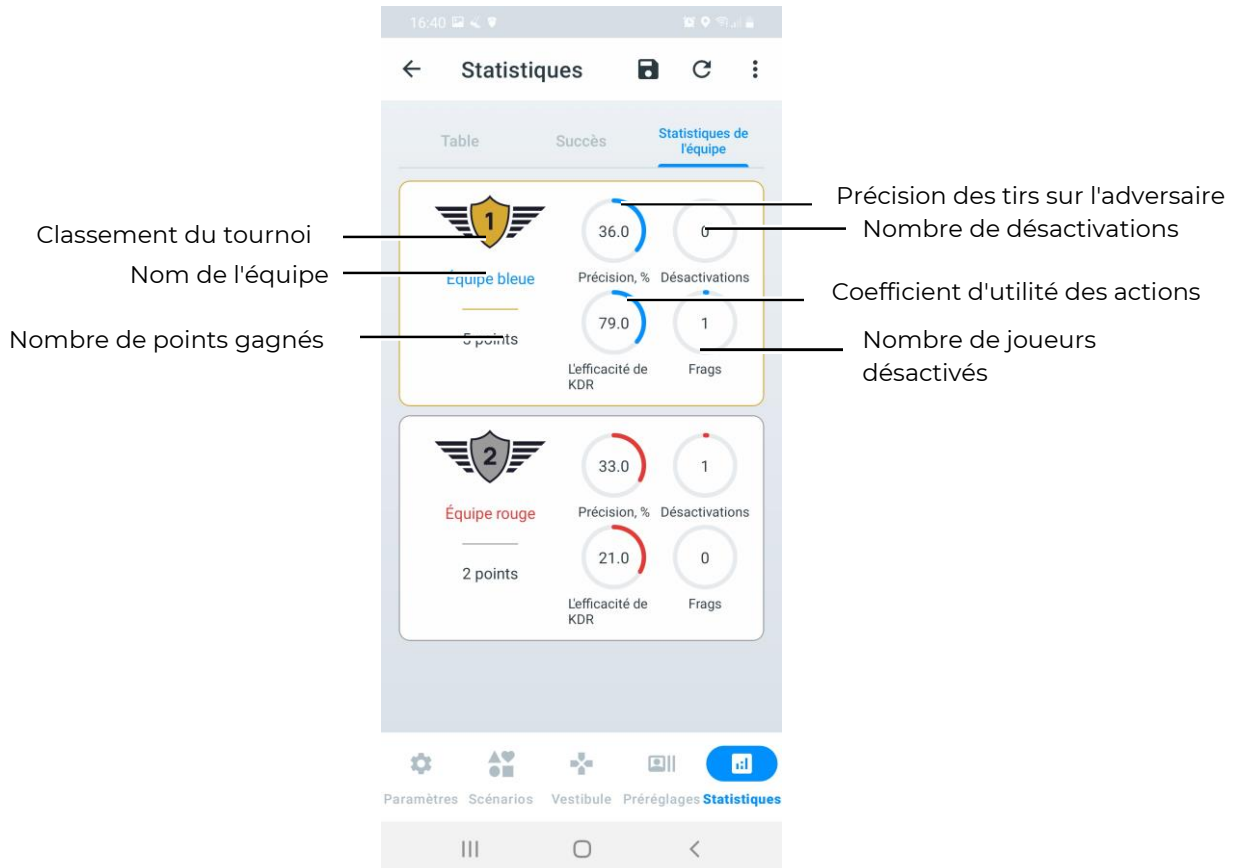 16:40
Statistiques
Table
Succès
Statistiques de
l'équipe
1
36.0
0
Équipe bleue
Précision, %
Désactivations
5 points
79.0
1
L'efficacité de
KDR
Frags
2
33.0
1
Équipe rouge
Précision, %
Désactivations
2 points
21.0
0
L'efficacité de
KDR
Frags
Paramètres
Scénarios
Vestibule
Préréglages
Statistiques
Classement du tournoi
Nom de l'équipe
Nombre de points gagnés
Précision des tirs sur l'adversaire
Nombre de désactivations
Coefficient d'utilité des actions
Nombre de joueurs
désactivés